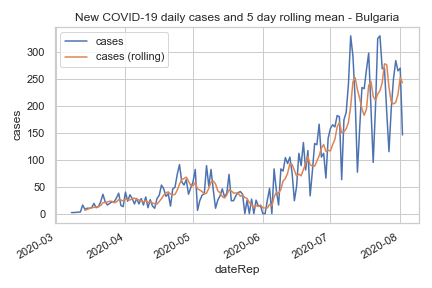 New COVID-19 daily cases and 5 day rolling mean - Bulgaria
cases
cases (rolling)
300
250
200
150
100
50
0
cases
2020-03
2020-04
2020-05
2020-06
2020-07
2020-08
dateRep